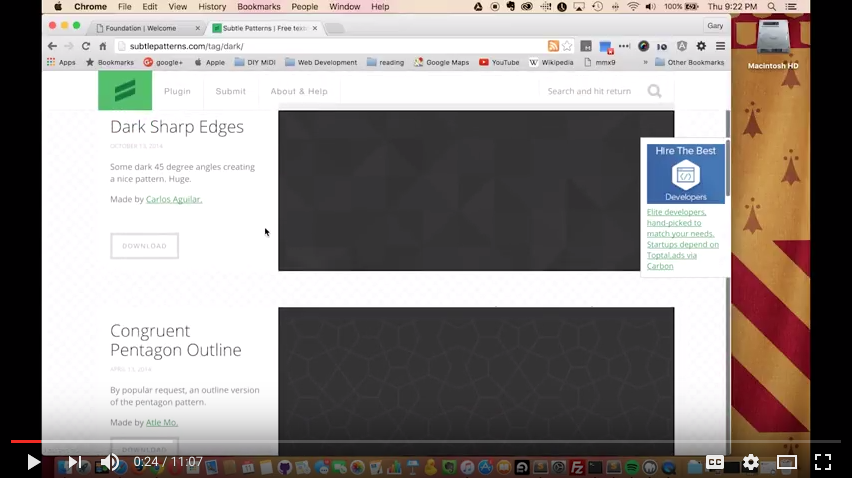 Chrome File Edit View History Bookmarks People Window Help 100% Thu 9:22 PM
Foundation | Welcome Subtle Patterns | Free text Gary
subtlepatterns.com/tag/dark/
Apps Bookmarks google+ Apple DIY MIDI Web Development reading Google Maps YouTube Wikipedia mmx9 » Other Bookmarks
Macintosh HD
Plugin Submit About & Help Search and hit return
Dark Sharp Edges
OCTOBER 13, 2014
Some dark 45 degree angles creating
a nice pattern. Huge.
Made by Carlos Aguilar.
DOWNLOAD
Hire The Best
Developers
Elite developers,
hand-picked to
match your needs.
Startups depend on
Toptal.ads via
Carbon
Congruent
Pentagon Outline
APRIL 13, 2014
By popular request, an outline version
of the pentagon pattern.
Made by Atle Mo.
DOWNLOAD
0:24 / 11:07 CC